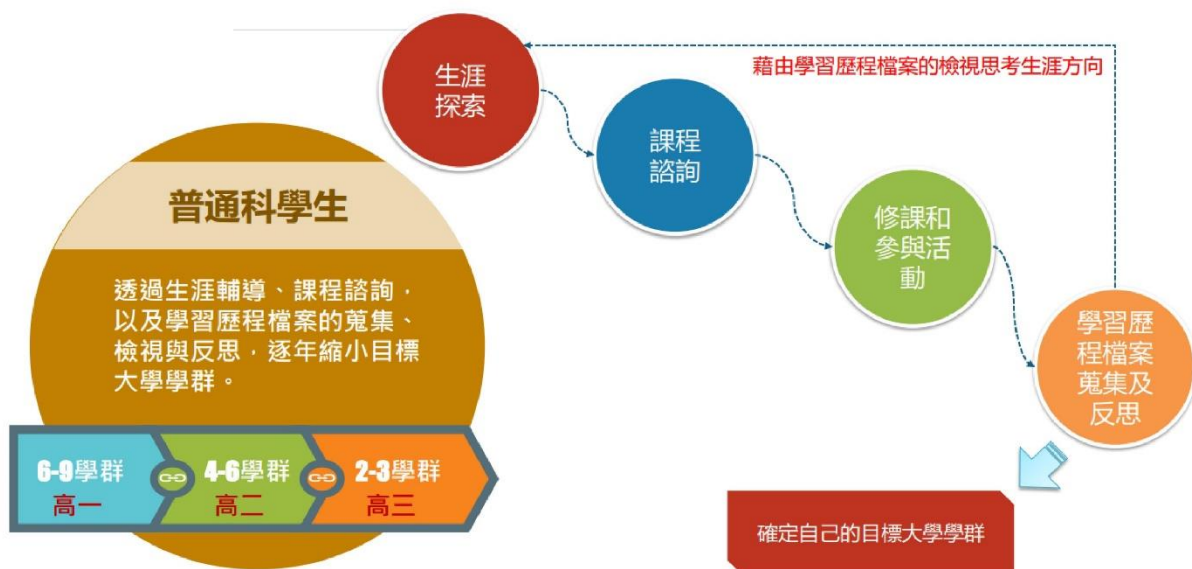 生涯
探索
藉由學習歷程檔案的檢視思考生涯方向
課程
諮詢
修課和
參與活
動
學習歷
程檔案
蒐集及
反思
確定自己的目標大學學群
普通科學生
透過生涯輔導、課程諮詢，
以及學習歷程檔案的蒐集、
檢視與反思，逐年縮小目標
大學學群。
6-9學群
高一
4-6學群
高二
2-3學群
高三